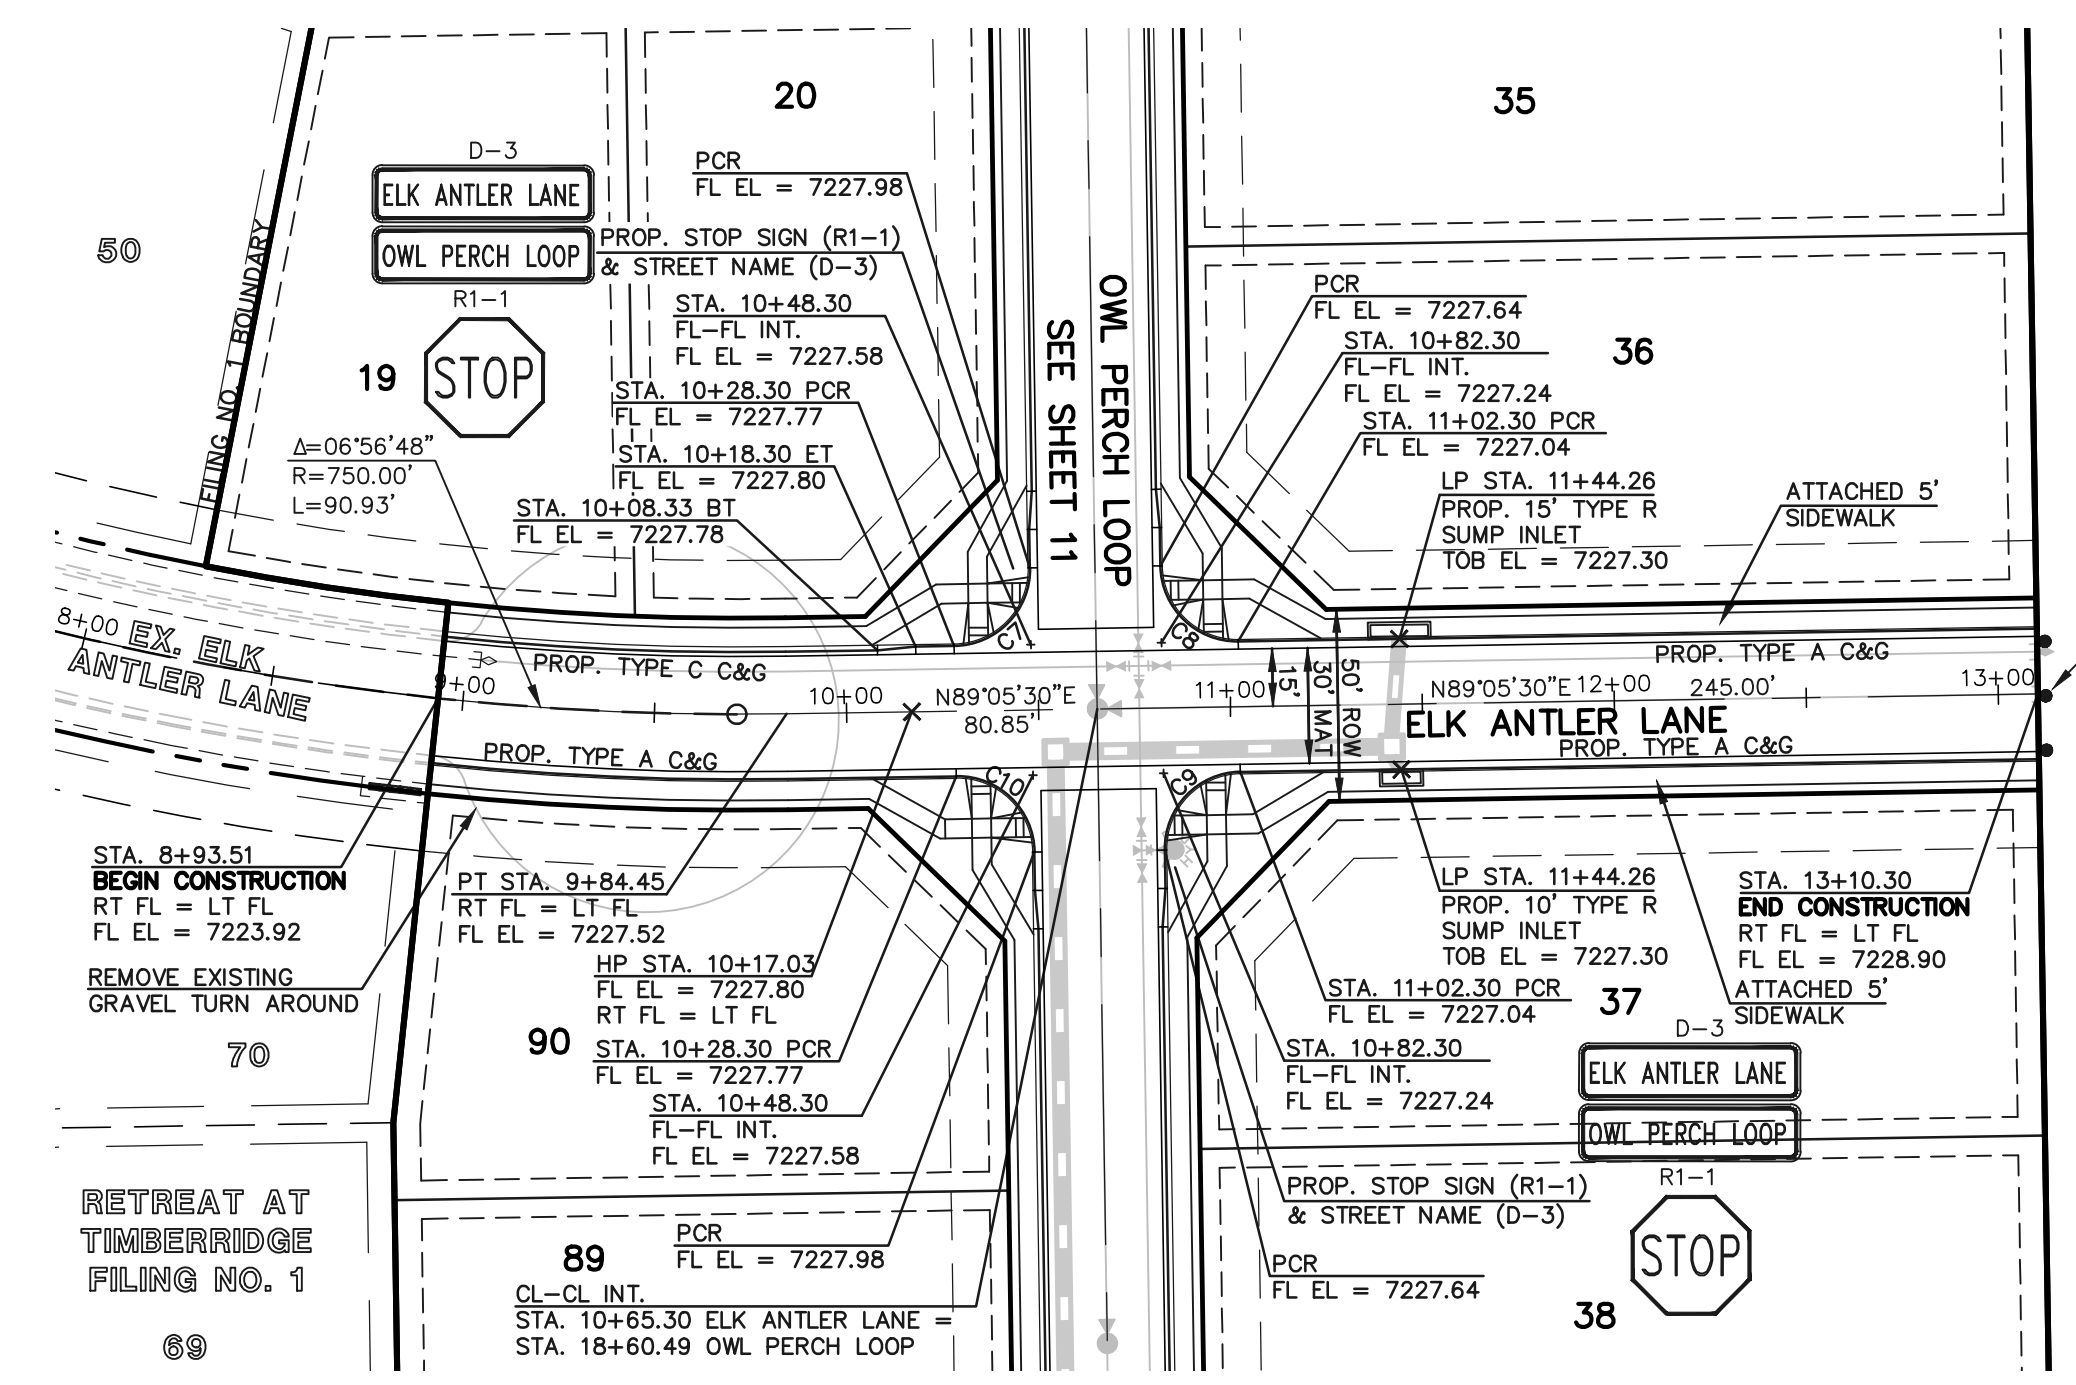 20
35
D-3
ELK ANTLER LANE
OWL PERCH LOOP
R1-1
STOP
19
50
FILING NO. 1 BOUNDARY
PCR
FL EL = 7227.98
PROP. STOP SIGN (R1-1)
& STREET NAME (D-3)
STA. 10+48.30
FL-FL INT.
FL EL = 7227.58
STA. 10+28.30 PCR
FL EL = 7227.77
STA. 10+18.30 ET
FL EL = 7227.80
STA. 10+08.33 BT
FL EL = 7227.78
Δ=06°56'48"
R=750.00'
L=90.93'
OWL PERCH LOOP
SEE SHEET 11
PCR
FL EL = 7227.64
STA. 10+82.30
FL-FL INT.
FL EL = 7227.24
36
STA. 11+02.30 PCR
FL EL = 7227.04
LP STA. 11+44.26
PROP. 15' TYPE R
SUMP INLET
TOB EL = 7227.30
ATTACHED 5'
SIDEWALK
8+00
EX. ELK
ANTLER LANE
9+00
PROP. TYPE C C&G
10+00
N89°05'30"E
80.85'
C7
C8
11+00
15'
30' MAT
50' ROW
N89°05'30"E
12+00
245.00'
13+00
PROP. TYPE A C&G
ELK ANTLER LANE
PROP. TYPE A C&G
PROP. TYPE A C&G
C10
C9
STA. 8+93.51
BEGIN CONSTRUCTION
RT FL = LT FL
FL EL = 7223.92
REMOVE EXISTING
GRAVEL TURN AROUND
70
PT STA. 9+84.45
RT FL = LT FL
FL EL = 7227.52
HP STA. 10+17.03
FL EL = 7227.80
RT FL = LT FL
90
STA. 10+28.30 PCR
FL EL = 7227.77
STA. 10+48.30
FL-FL INT.
FL EL = 7227.58
LP STA. 11+44.26
PROP. 10' TYPE R
SUMP INLET
TOB EL = 7227.30
STA. 13+10.30
END CONSTRUCTION
RT FL = LT FL
FL EL = 7228.90
STA. 11+02.30 PCR
FL EL = 7227.04
37
ATTACHED 5'
SIDEWALK
STA. 10+82.30
FL-FL INT.
FL EL = 7227.24
D-3
ELK ANTLER LANE
OWL PERCH LOOP
R1-1
STOP
PROP. STOP SIGN (R1-1)
& STREET NAME (D-3)
PCR
FL EL = 7227.64
38
RETREAT AT
TIMBERRIDGE
FILING NO. 1
69
89
PCR
FL EL = 7227.98
CL-CL INT.
STA. 10+65.30 ELK ANTLER LANE =
STA. 18+60.49 OWL PERCH LOOP